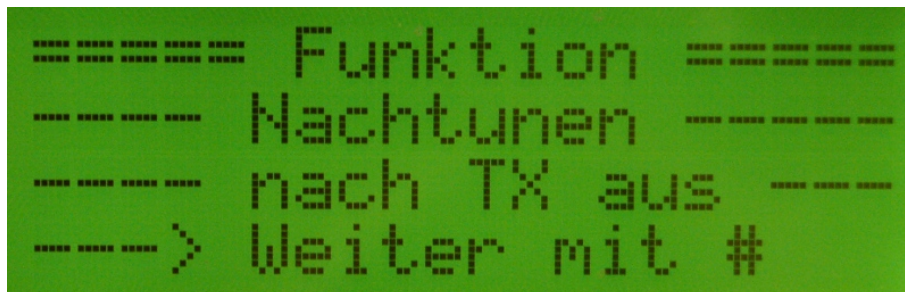 ===== Funktion =====
---- Nachtunen -----
---- nach TX aus ---
---> Weiter mit #